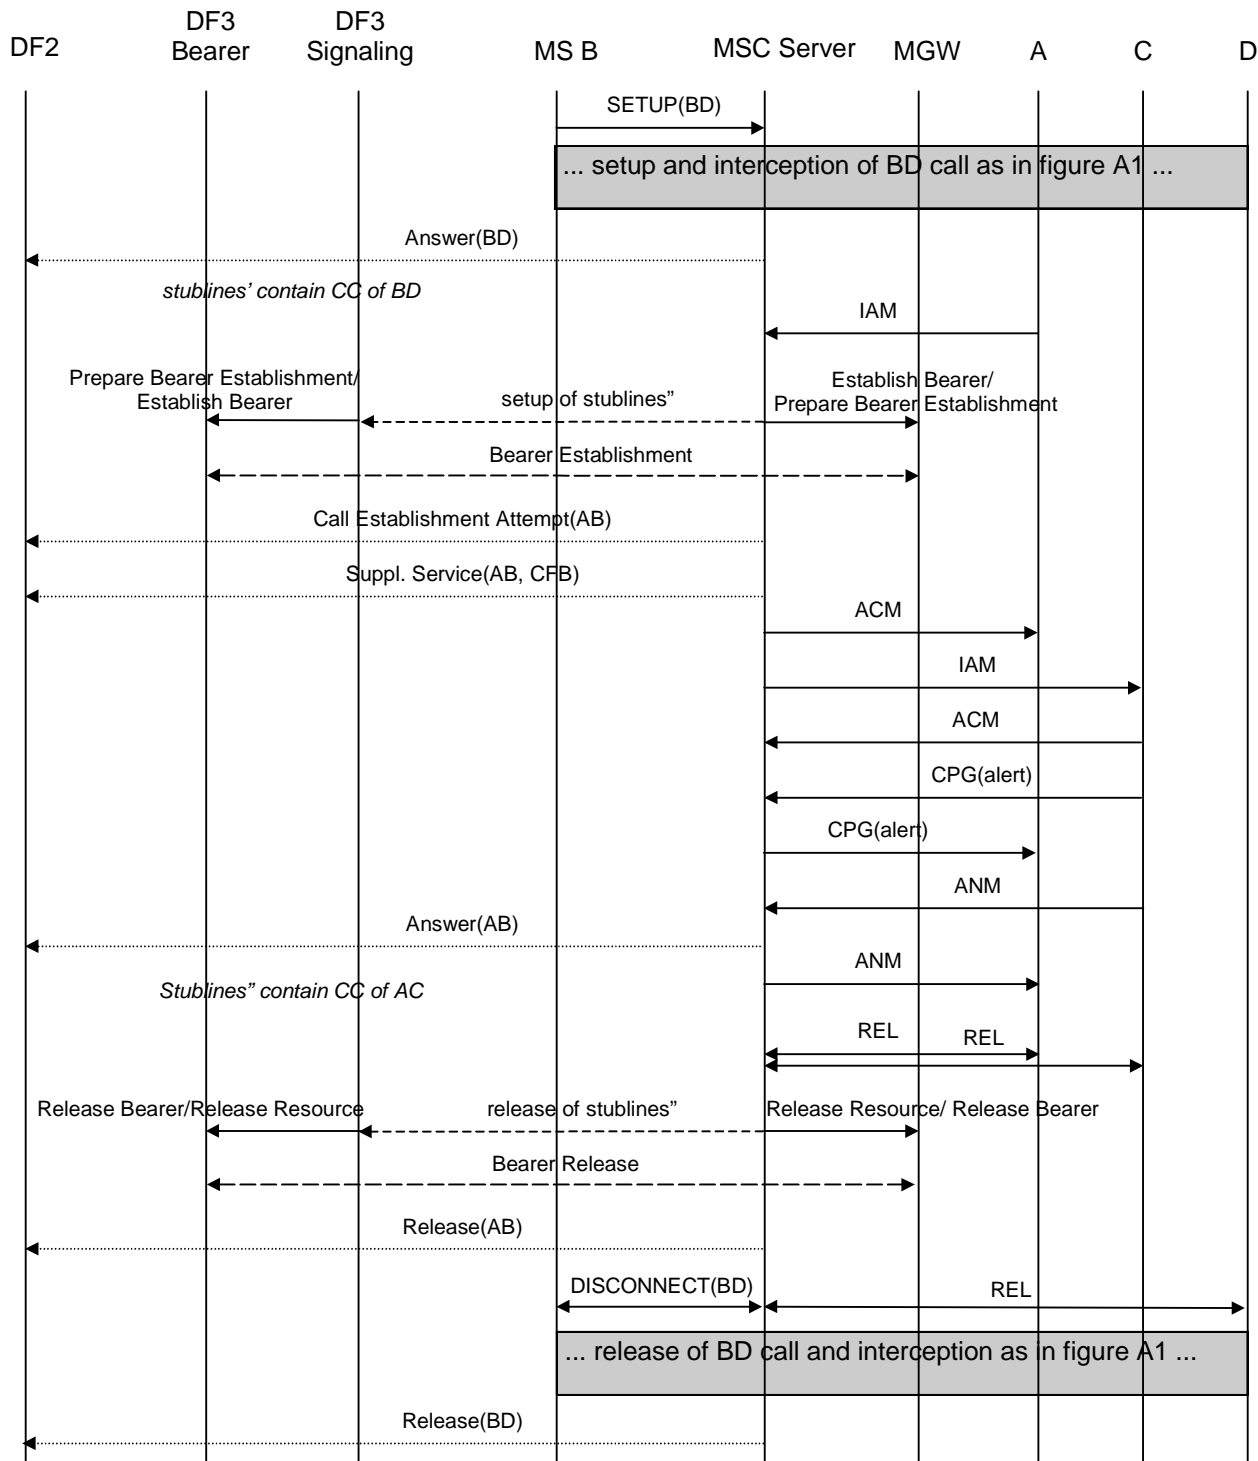 DF2
DF3
Bearer
DF3
Signaling
MS B
MSC Server
MGW
A
C
D
SETUP(BD)
... setup and interception of BD call as in figure A1 ...
Answer(BD)
stublines’ contain CC of BD
IAM
Prepare Bearer Establishment/
Establish Bearer
setup of stublines”
Establish Bearer/
Prepare Bearer Establishment
Bearer Establishment
Call Establishment Attempt(AB)
Suppl. Service(AB, CFB)
ACM
IAM
ACM
CPG(alert)
CPG(alert)
ANM
Answer(AB)
ANM
Stublines” contain CC of AC
REL
REL
Release Bearer/Release Resource
release of stublines”
Release Resource/ Release Bearer
Bearer Release
Release(AB)
DISCONNECT(BD)
REL
... release of BD call and interception as in figure A1 ...
Release(BD)